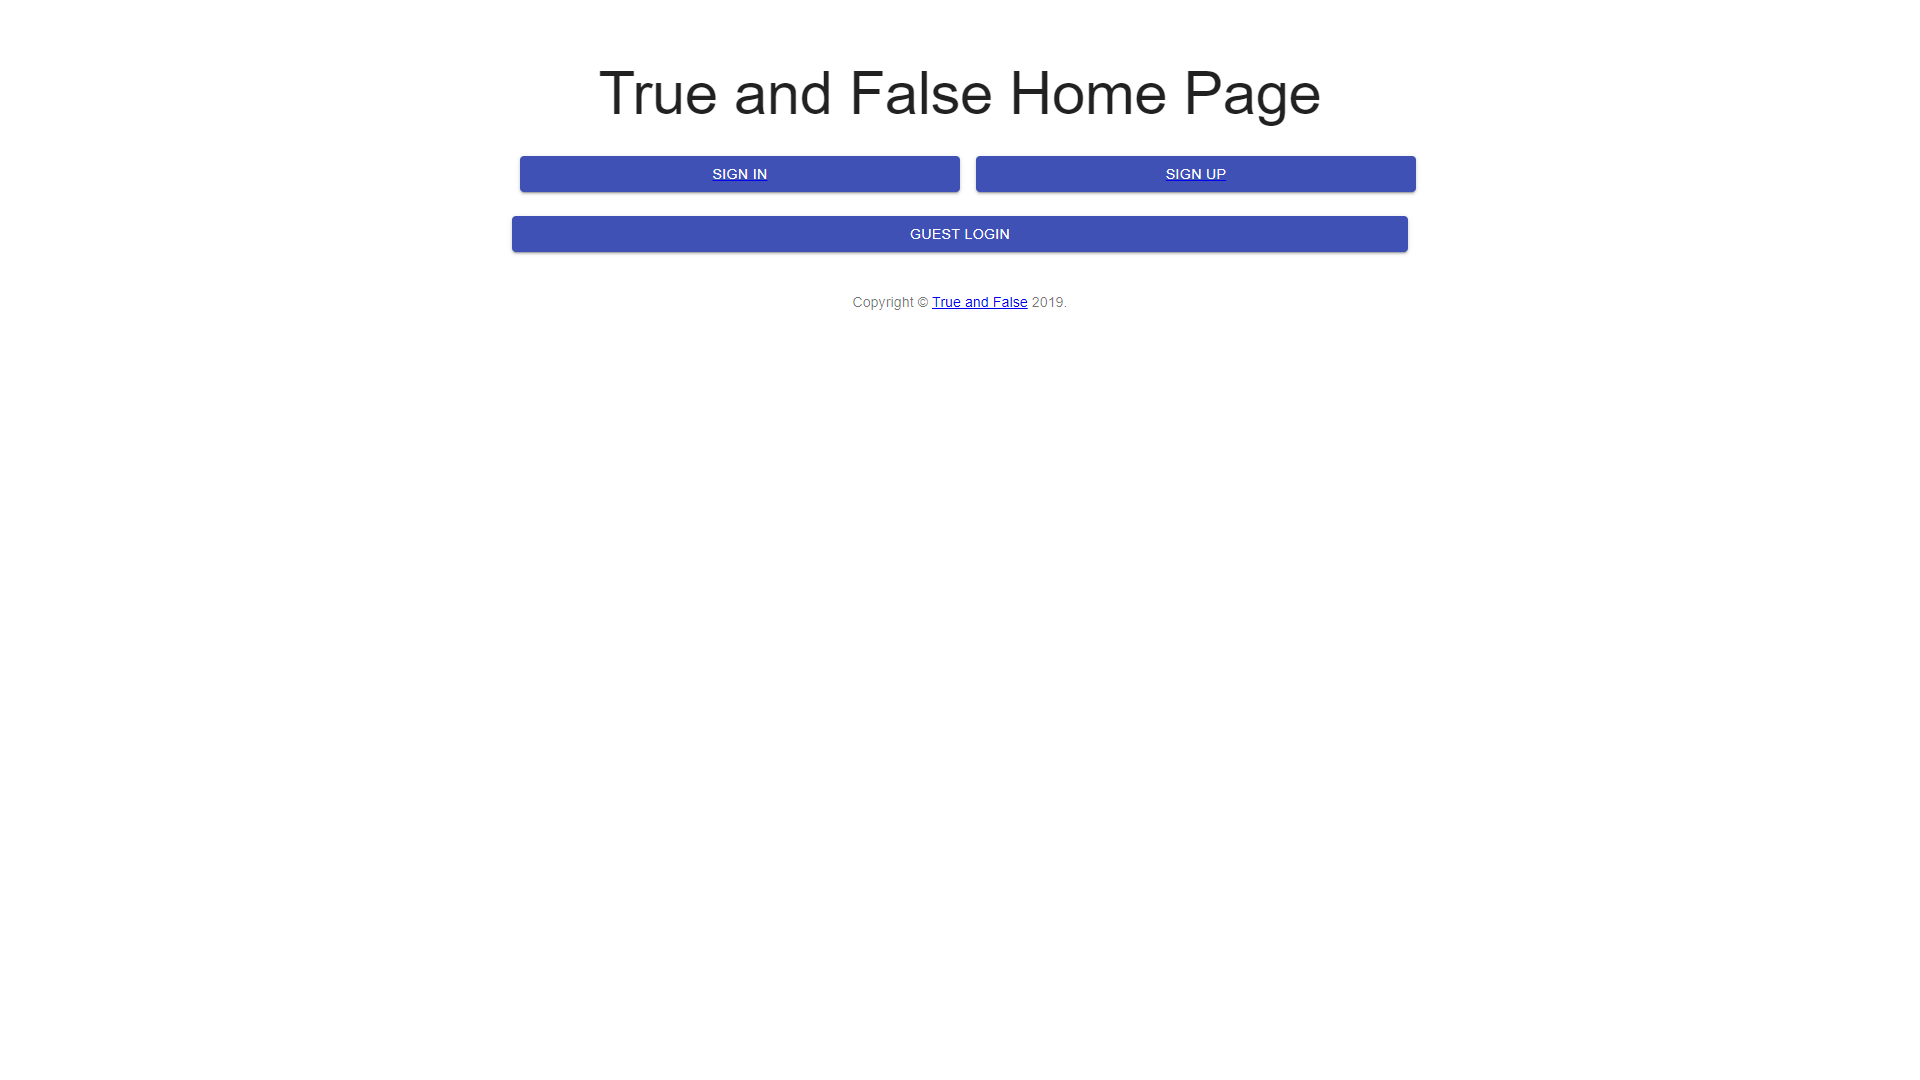 True and False Home Page
SIGN IN
SIGN UP
GUEST LOGIN
Copyright © True and False 2019.